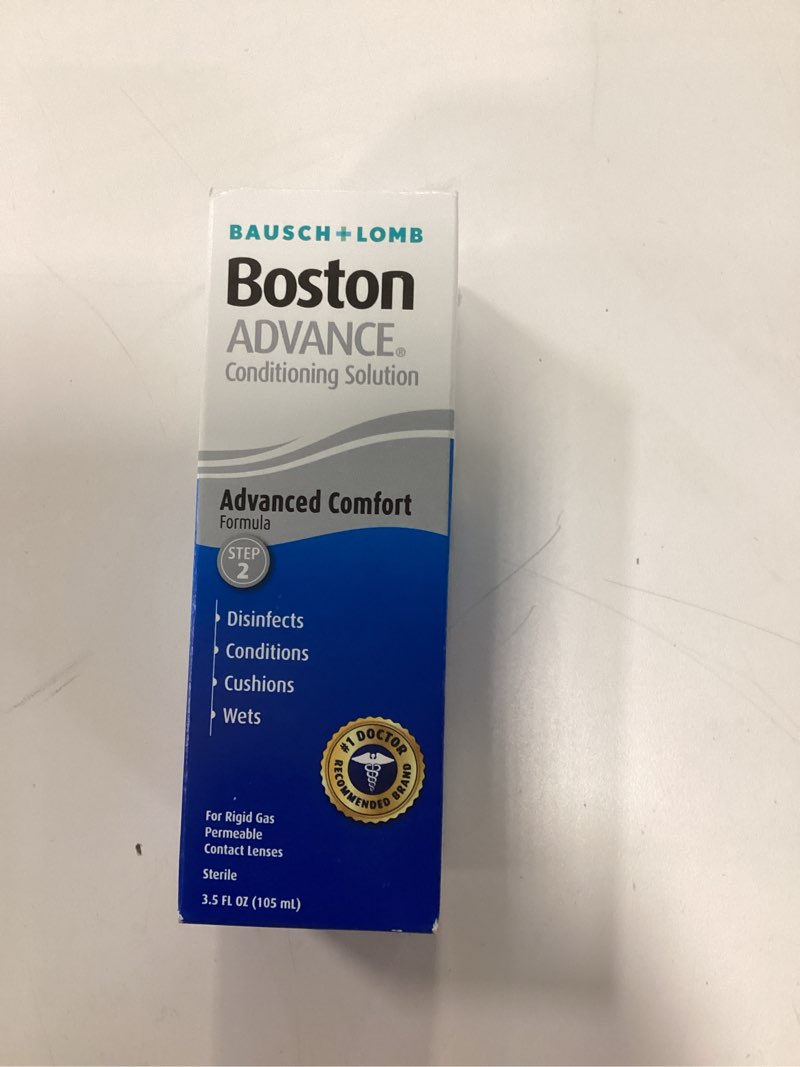 BAUSCH+LOMB
Boston
ADVANCE®
Conditioning Solution
Advanced Comfort
Formula
STEP
2
Disinfects
Conditions
Cushions
Wets
#1 DOCTOR
RECOMMENDED BRAND
For Rigid Gas
Permeable
Contact Lenses
Sterile
3.5 FL OZ (105 mL)